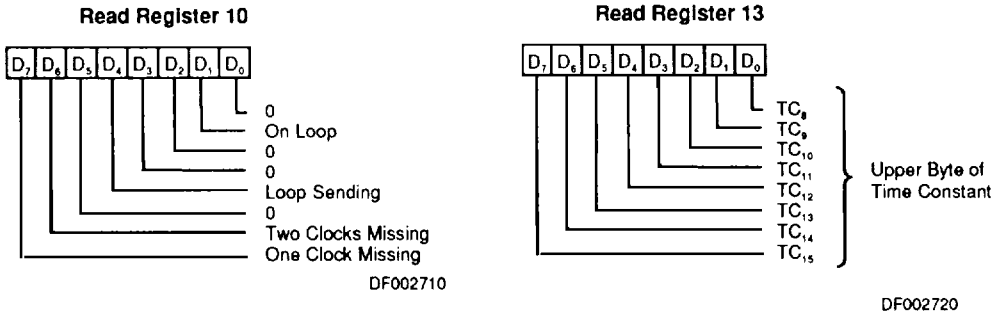 Read Register 10
D₇ D₆ D₅ D₄ D₃ D₂ D₁ D₀
0
On Loop
0
0
Loop Sending
0
Two Clocks Missing
One Clock Missing
DF002710
Read Register 13
D₇ D₆ D₅ D₄ D₃ D₂ D₁ D₀
TC₈
TC₉
TC₁₀
TC₁₁
TC₁₂
TC₁₃
TC₁₄
TC₁₅
Upper Byte of
Time Constant
DF002720